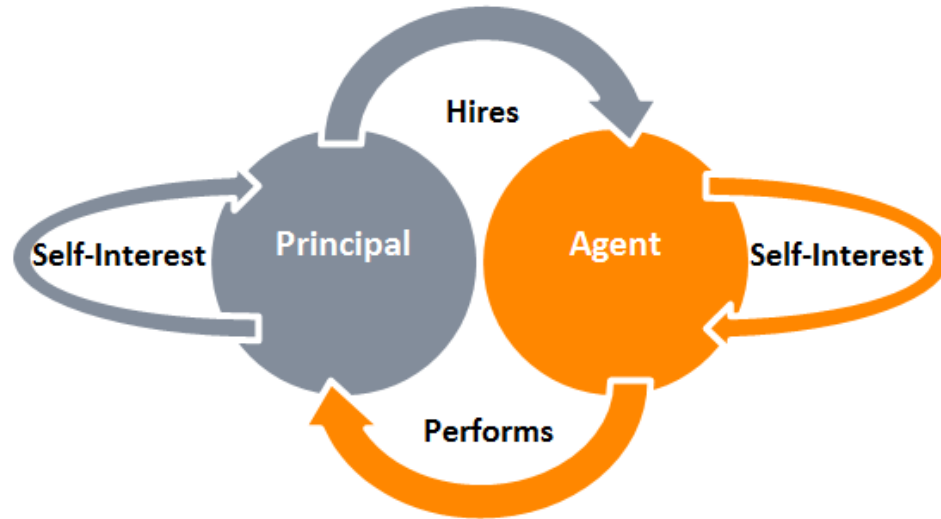 Hires
Self-Interest
Principal
Agent
Self-Interest
Performs